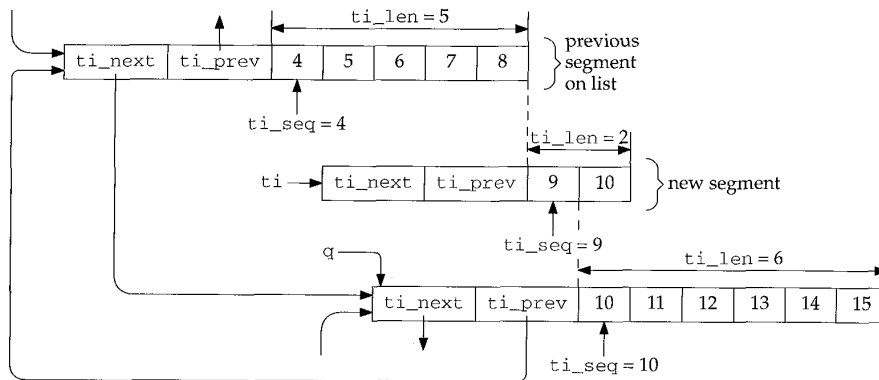 ti_len = 5
ti_next ti_prev 4 5 6 7 8
previous
segment
on list
ti_seq = 4
ti_len = 2
ti ti_next ti_prev 9 10
new segment
ti_seq = 9
q
ti_len = 6
ti_next ti_prev 10 11 12 13 14 15
ti_seq = 10